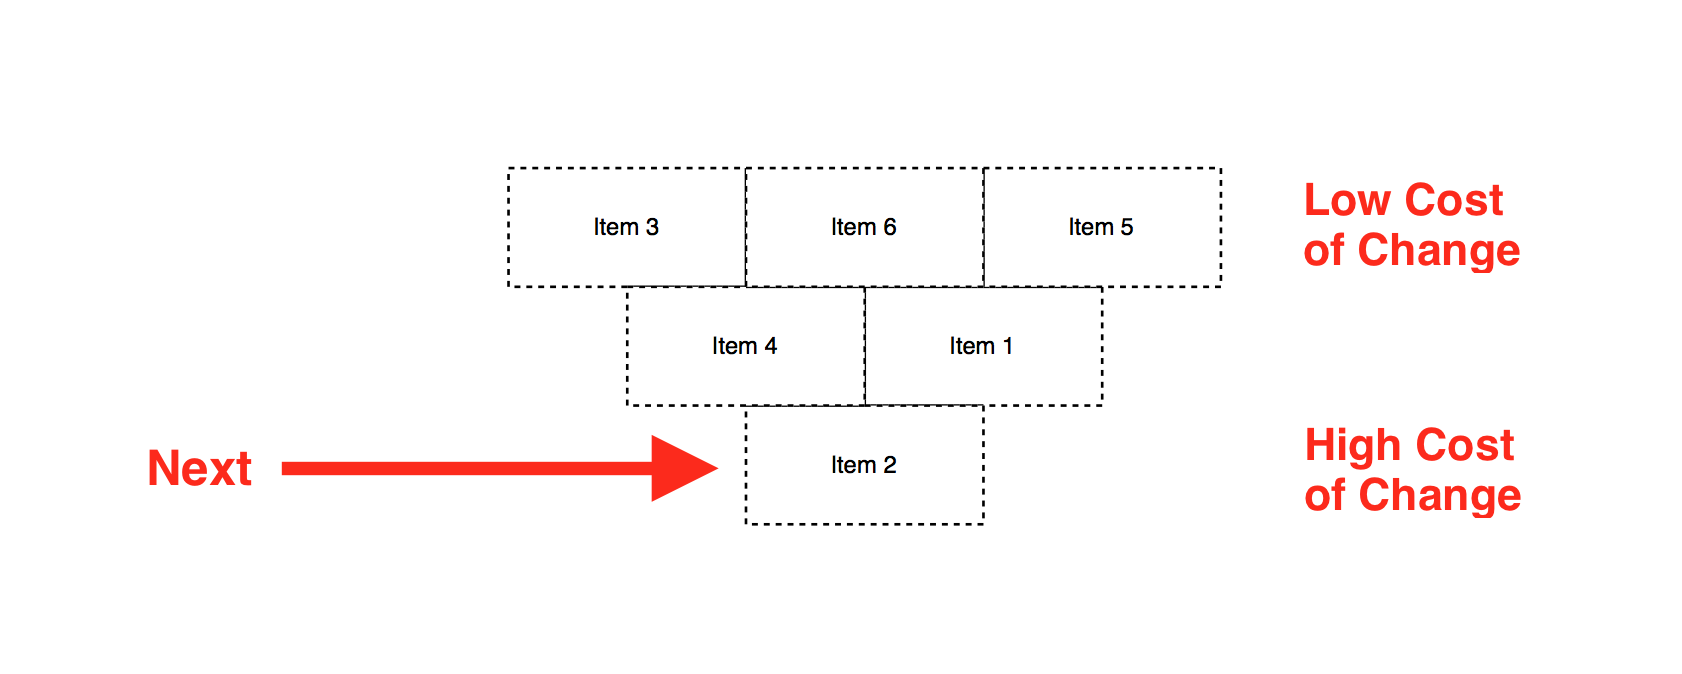 Item 3
Item 6
Item 5
Low Cost
of Change
Item 4
Item 1
Next
Item 2
High Cost
of Change